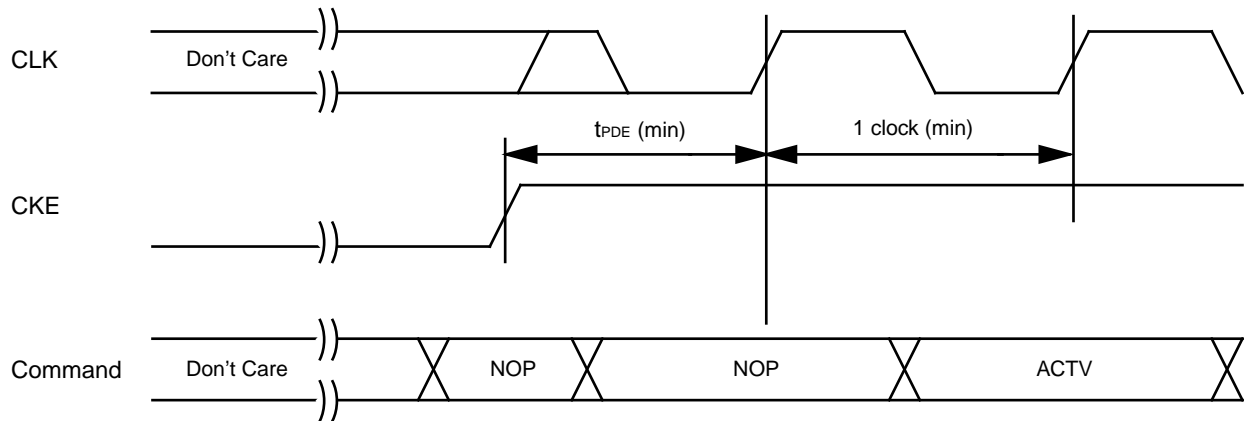 CLK Don't Care
tPDE (min) 1 clock (min)
CKE
Command Don't Care NOP NOP ACTV